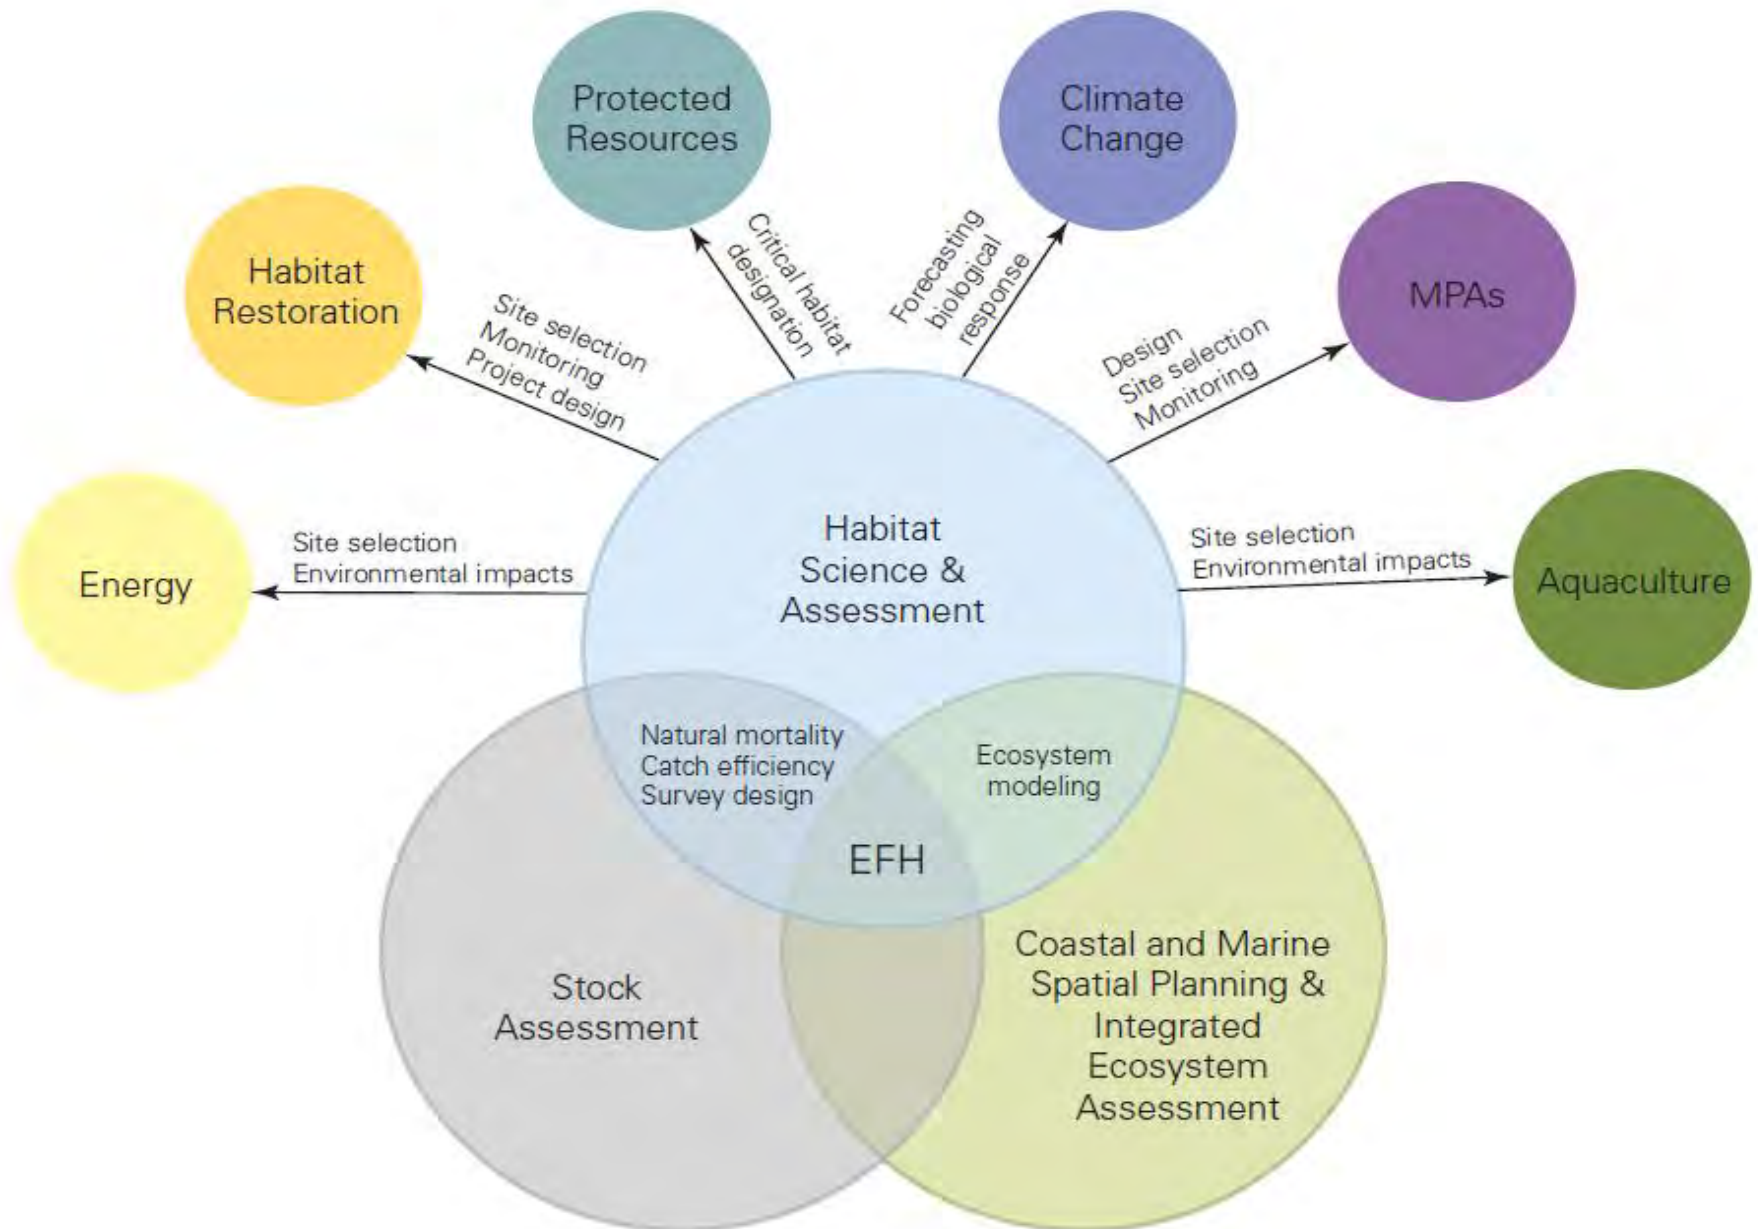 Protected
Resources
Climate
Change
Habitat
Restoration
MPAs
Energy
Aquaculture
Site selection
Environmental impacts
Site selection
Monitoring
Project design
Critical habitat
designation
Forecasting
biological
response
Design
Site selection
Monitoring
Site selection
Environmental impacts
Habitat
Science &
Assessment
Natural mortality
Catch efficiency
Survey design
Ecosystem
modeling
EFH
Stock
Assessment
Coastal and Marine
Spatial Planning &
Integrated
Ecosystem
Assessment